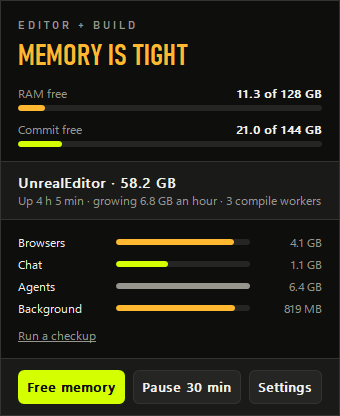 EDITOR + BUILD
MEMORY IS TIGHT
RAM free 11.3 of 128 GB
Commit free 21.0 of 144 GB
UnrealEditor · 58.2 GB
Up 4 h 5 min · growing 6.8 GB an hour · 3 compile workers
Browsers 4.1 GB
Chat 1.1 GB
Agents 6.4 GB
Background 819 MB
Run a checkup
Free memory Pause 30 min Settings